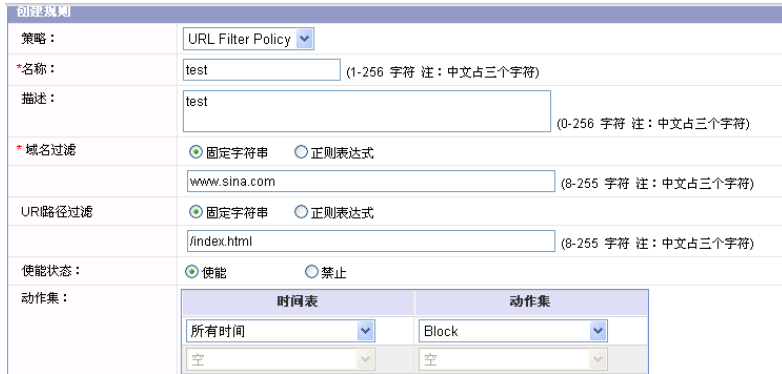 创建规则
策略： URL Filter Policy
*名称： test (1-256 字符 注：中文占三个字符)
描述： test (0-256 字符 注：中文占三个字符)
* 域名过滤 固定字符串 正则表达式
www.sina.com (8-255 字符 注：中文占三个字符)
URI路径过滤 固定字符串 正则表达式
/index.html (8-255 字符 注：中文占三个字符)
使能状态： 使能 禁止
动作集： 时间表 动作集
所有时间 Block
空 空